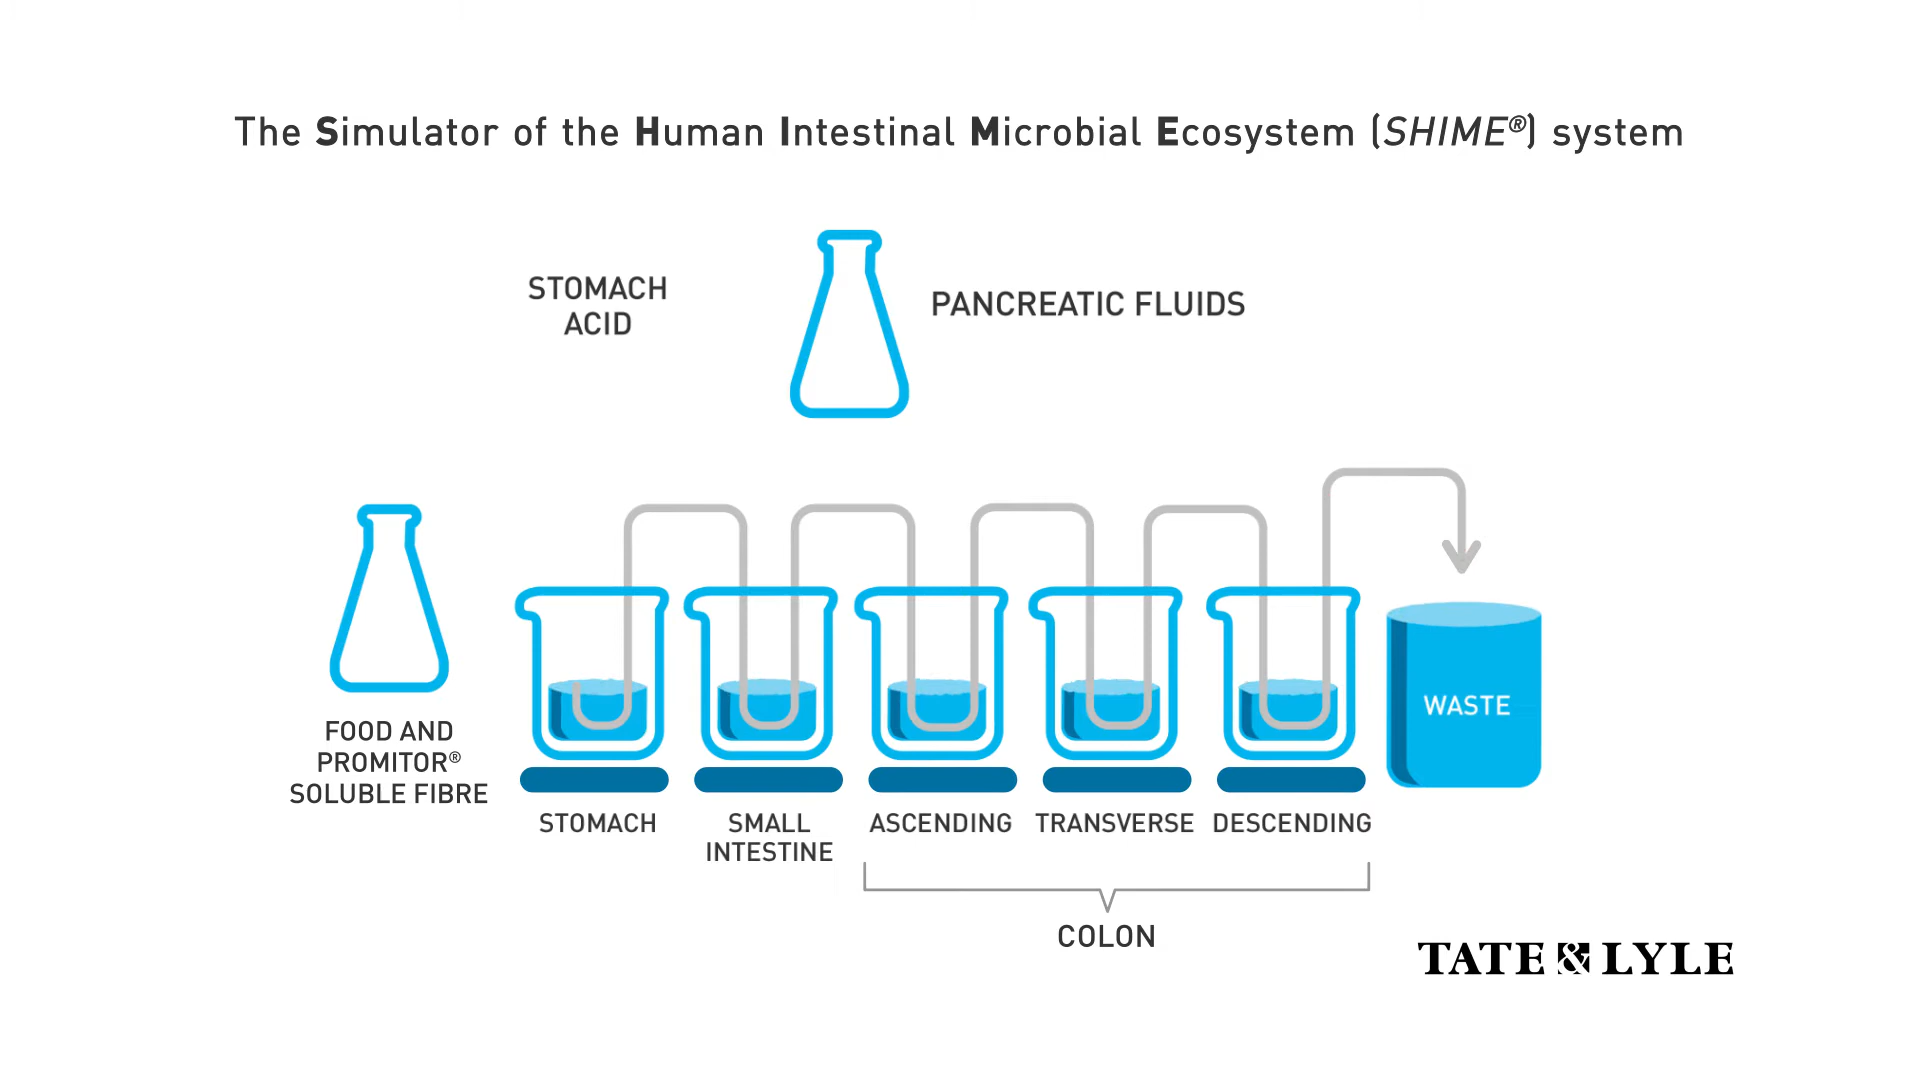 The Simulator of the Human Intestinal Microbial Ecosystem (SHIME®) system
STOMACH
ACID
PANCREATIC FLUIDS
FOOD AND
PROMITOR®
SOLUBLE FIBRE
STOMACH
SMALL
INTESTINE
ASCENDING
TRANSVERSE
DESCENDING
WASTE
COLON
TATE & LYLE